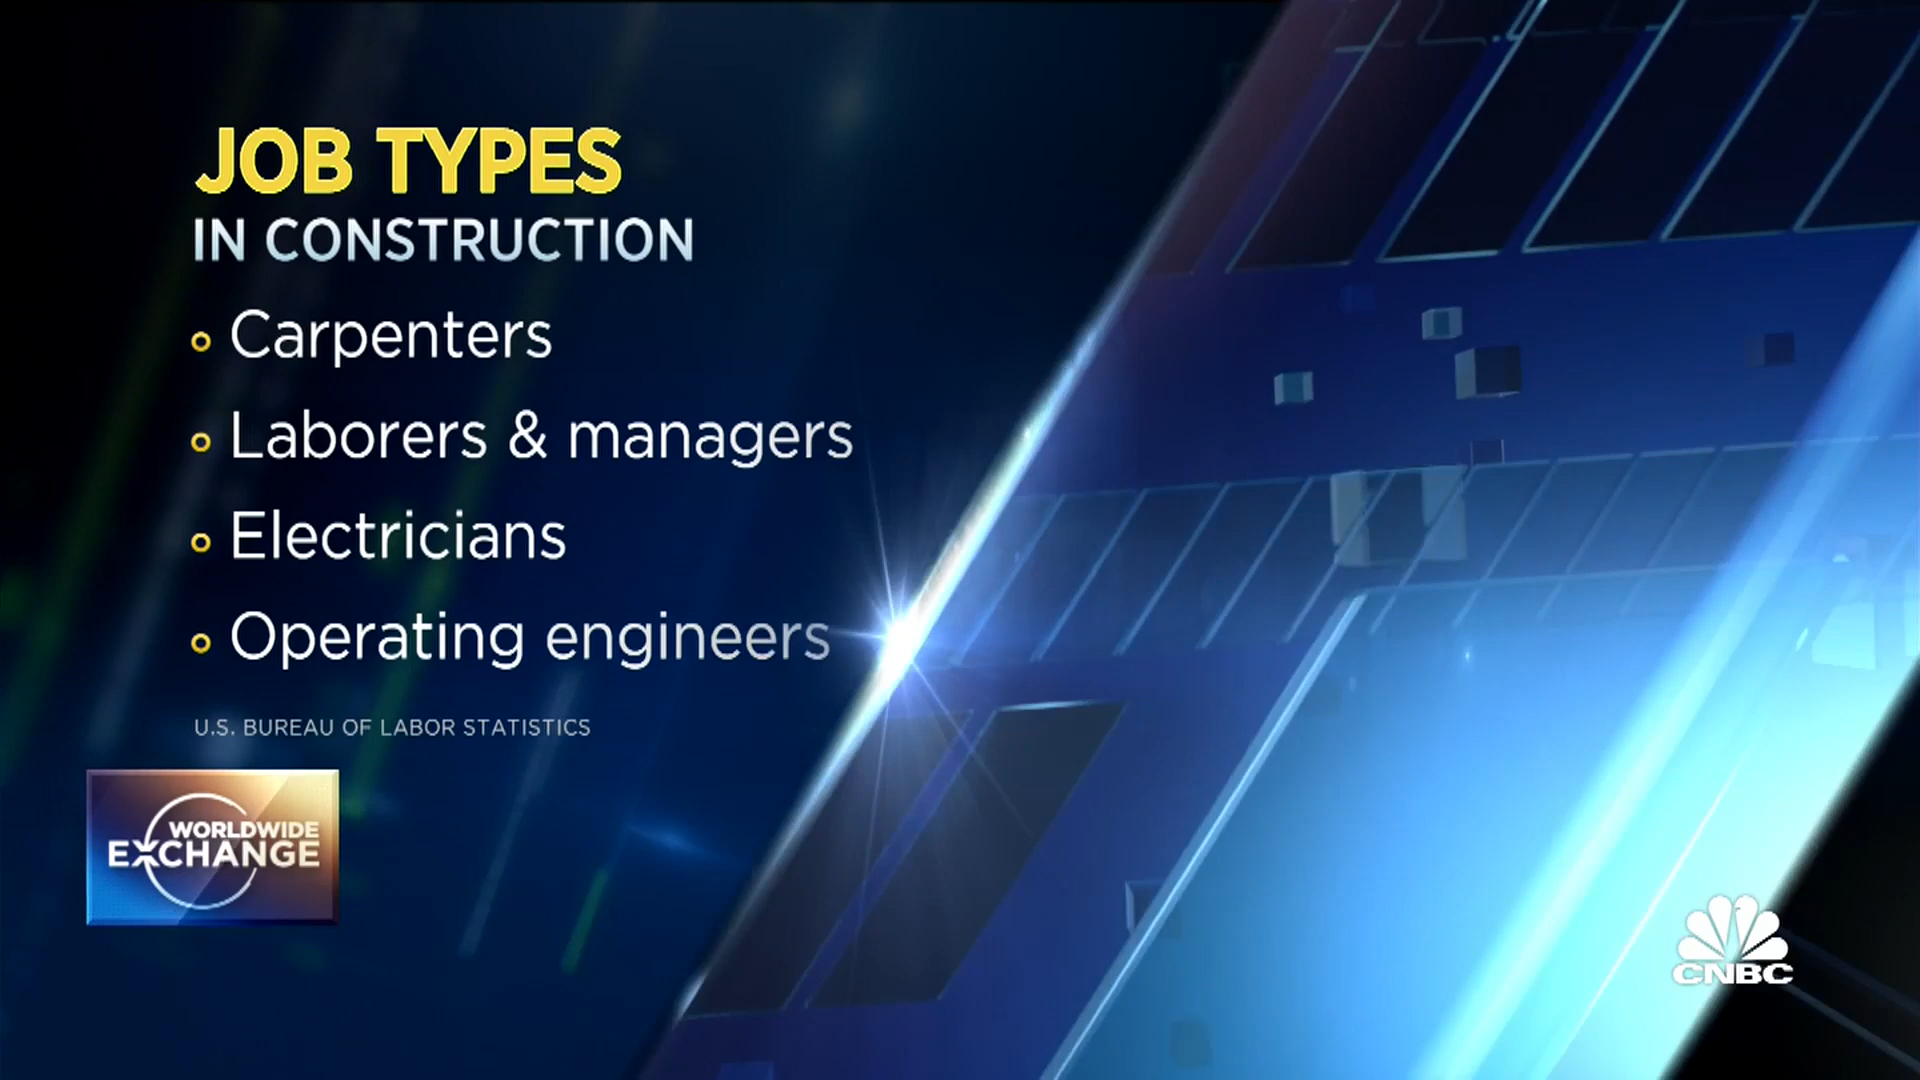 JOB TYPES
IN CONSTRUCTION
Carpenters
Laborers & managers
Electricians
Operating engineers
U.S. BUREAU OF LABOR STATISTICS
WORLDWIDE
EXCHANGE
CNBC